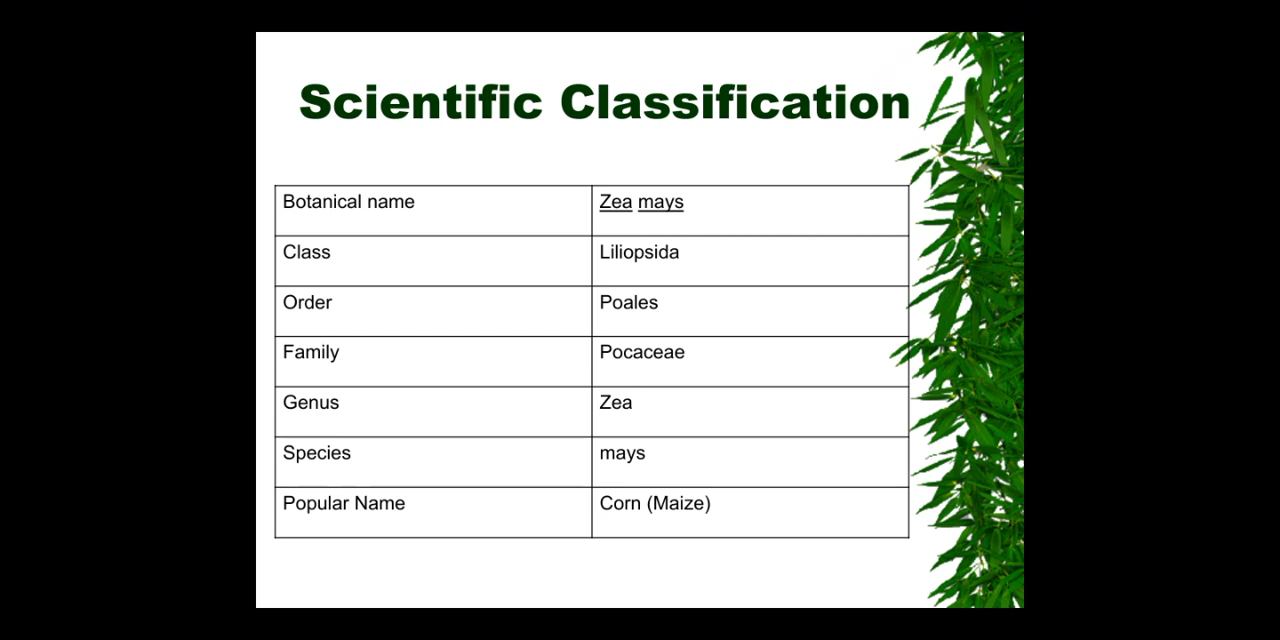 Scientific Classification
Botanical name Zea mays
Class Liliopsida
Order Poales
Family Pocaceae
Genus Zea
Species mays
Popular Name Corn (Maize)